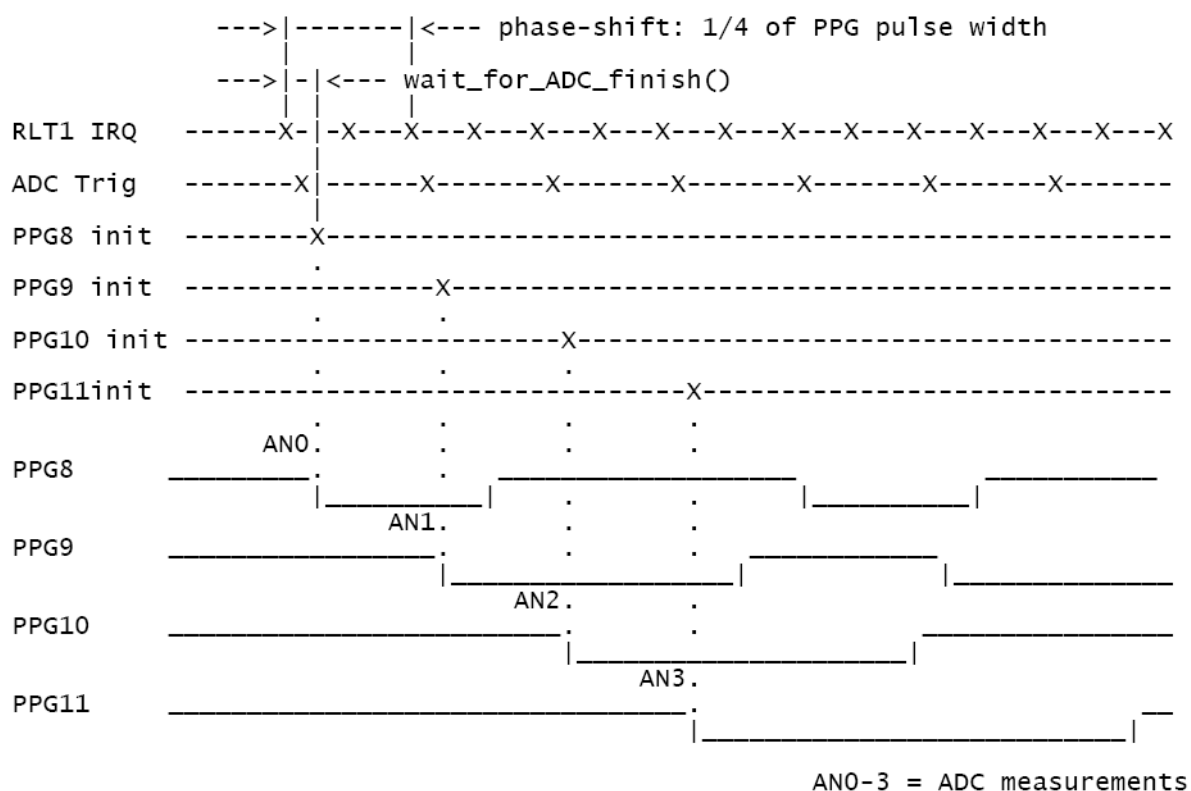 --->|-------|<--- phase-shift: 1/4 of PPG pulse width
--->|-|<--- wait_for_ADC_finish()
RLT1 IRQ ------X-|-X---X---X---X---X---X---X---X---X---X---X---X---X---X
ADC Trig -------X|------X-------X-------X-------X-------X-------X-------
PPG8 init --------X------------------------------------------------------
PPG9 init ----------------X----------------------------------------------
PPG10 init ------------------------X--------------------------------------
PPG11init --------------------------------X------------------------------
AN0.
PPG8
AN1.
PPG9
AN2.
PPG10
AN3.
PPG11
AN0-3 = ADC measurements